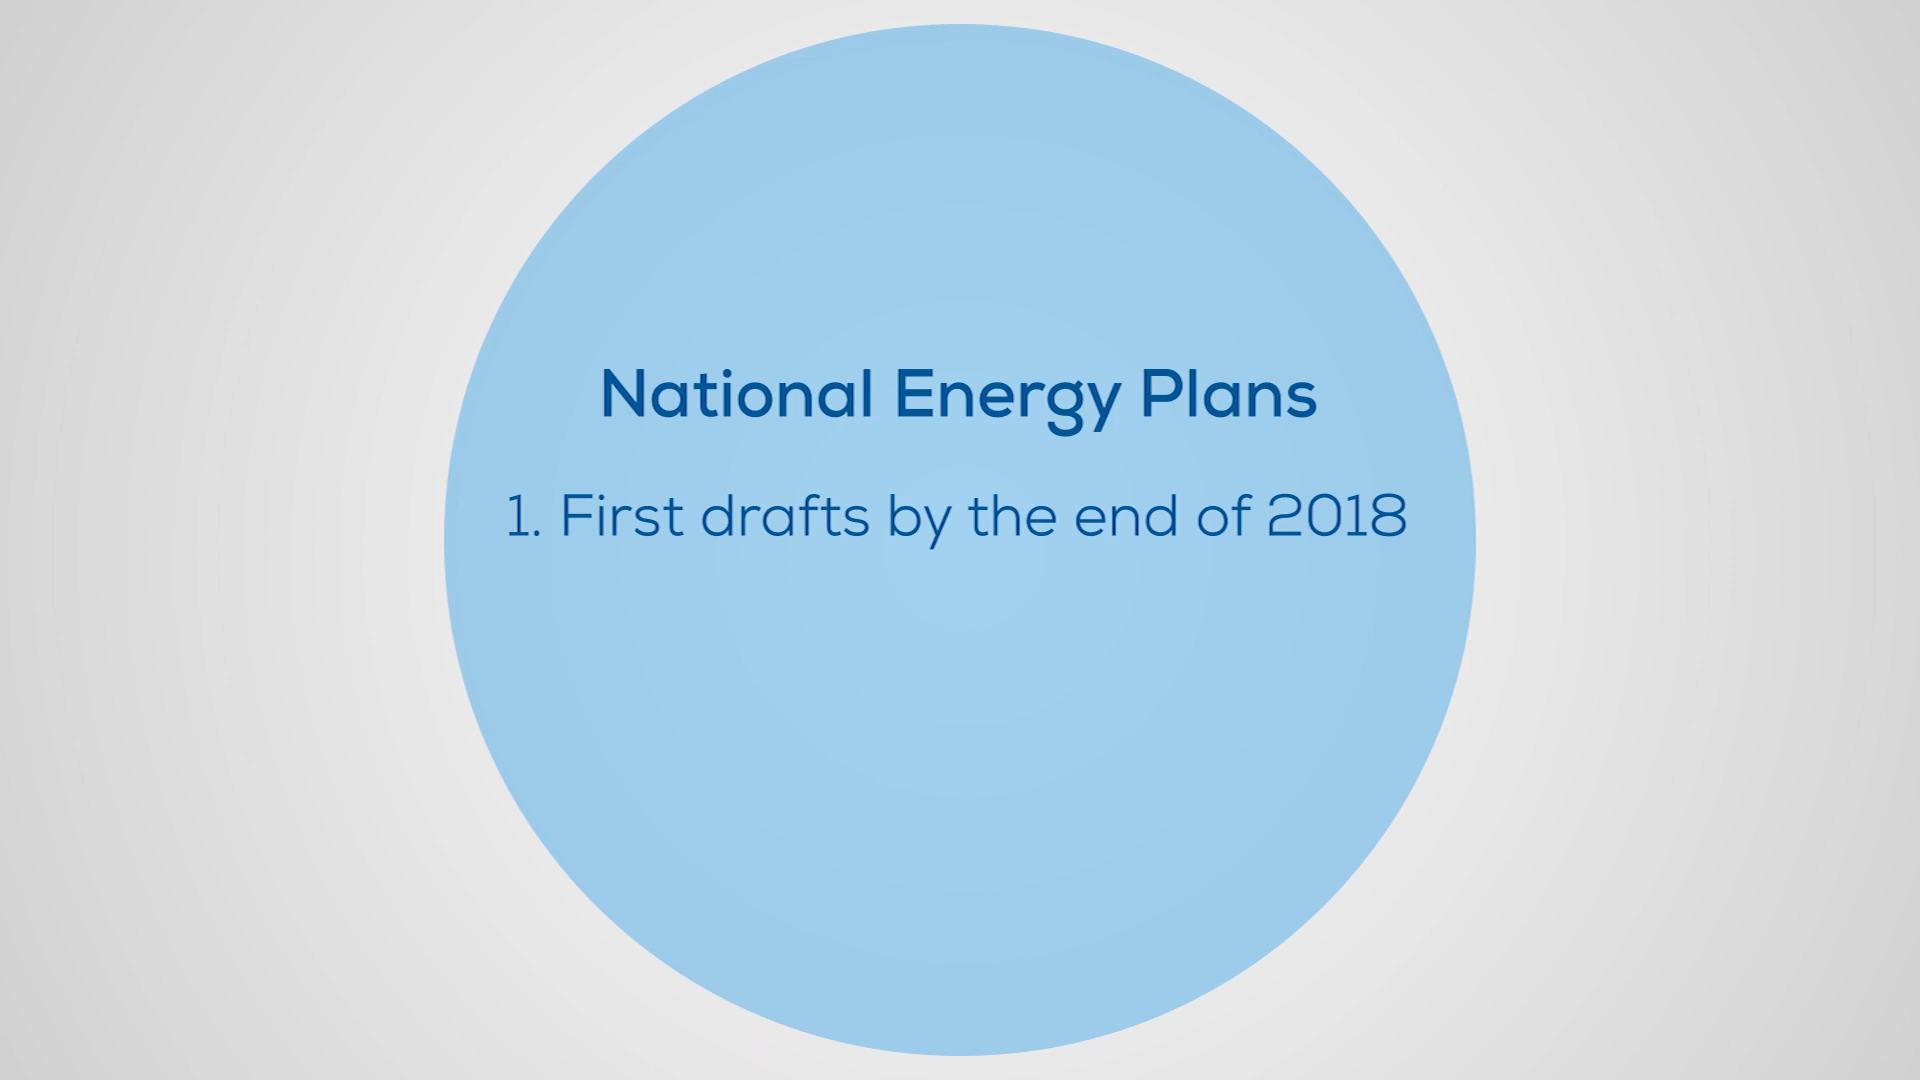 National Energy Plans
1. First drafts by the end of 2018